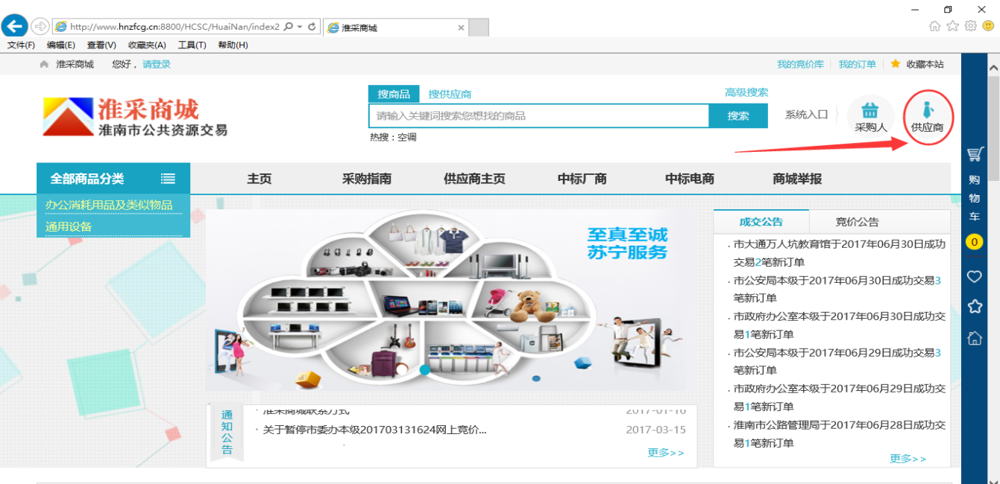 http://www.hnzfcg.cn:8800/HCSC/HuaiNan/index2
淮采商城
文件(F) 编辑(E) 查看(V) 收藏夹(A) 工具(T) 帮助(H)
淮采商城 您好，请登录
我的竞价库 我的订单 收藏本站
淮采商城
淮南市公共资源交易
搜商品 搜供应商 高级搜索
请输入关键词搜索您想找的商品 搜索
热搜：空调
系统入口 采购人 供应商
全部商品分类 主页 采购指南 供应商主页 中标厂商 中标电商 商城举报
办公消耗用品及类似物品
通用设备
至真至诚
苏宁服务
成交公告 竞价公告
. 市大通万人坑教育馆于2017年06月30日成功
交易2笔新订单
. 市公安局本级于2017年06月30日成功交易3
笔新订单
. 市政府办公室本级于2017年06月30日成功交
易1笔新订单
. 市公安局本级于2017年06月29日成功交易3
笔新订单
. 市政府办公室本级于2017年06月29日成功交
易1笔新订单
. 淮南市公路管理局于2017年06月28日成功交
易1笔新订单
更多>>
通知公告
· 淮采商城联系方式 2017-01-16
· 关于暂停市委办本级201703131624网上竞价... 2017-03-15
更多>>
购物车
0